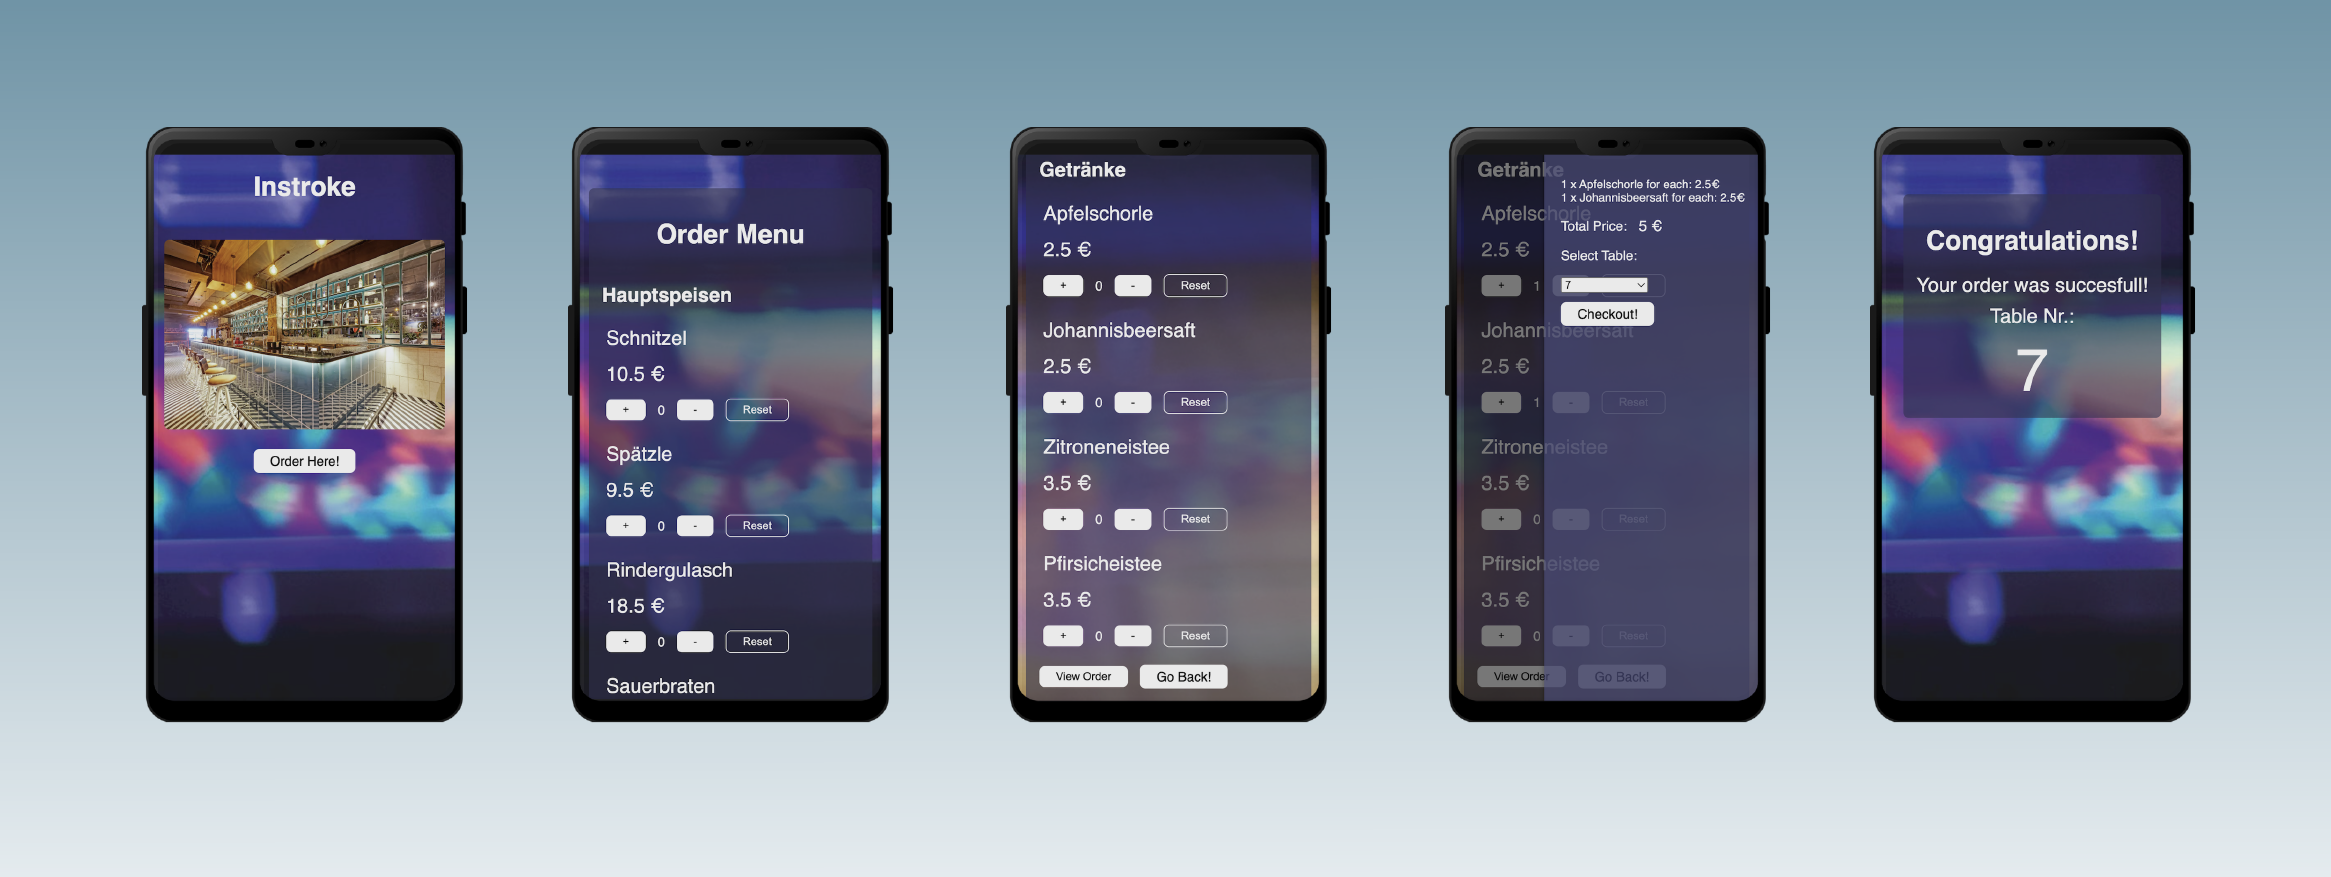 Instroke
Order Here!
Order Menu
Hauptspeisen
Schnitzel
10.5 €
+ 0 - Reset
Spätzle
9.5 €
+ 0 - Reset
Rindergulasch
18.5 €
+ 0 - Reset
Sauerbraten
Getränke
Apfelschorle
2.5 €
+ 0 - Reset
Johannisbeersaft
2.5 €
+ 0 - Reset
Zitroneneistee
3.5 €
+ 0 - Reset
Pfirsicheistee
3.5 €
+ 0 - Reset
View Order Go Back!
Getränke
Apfelschorle
2.5 €
+ 1
Johannisbeersaft
2.5 €
+ 1 - Reset
Zitroneneistee
3.5 €
+ 0 - Reset
Pfirsicheistee
3.5 €
+ 0 - Reset
View Order Go Back!
1 x Apfelschorle for each: 2.5€
1 x Johannisbeersaft for each: 2.5€
Total Price: 5 €
Select Table:
7
Checkout!
Congratulations!
Your order was succesfull!
Table Nr.:
7